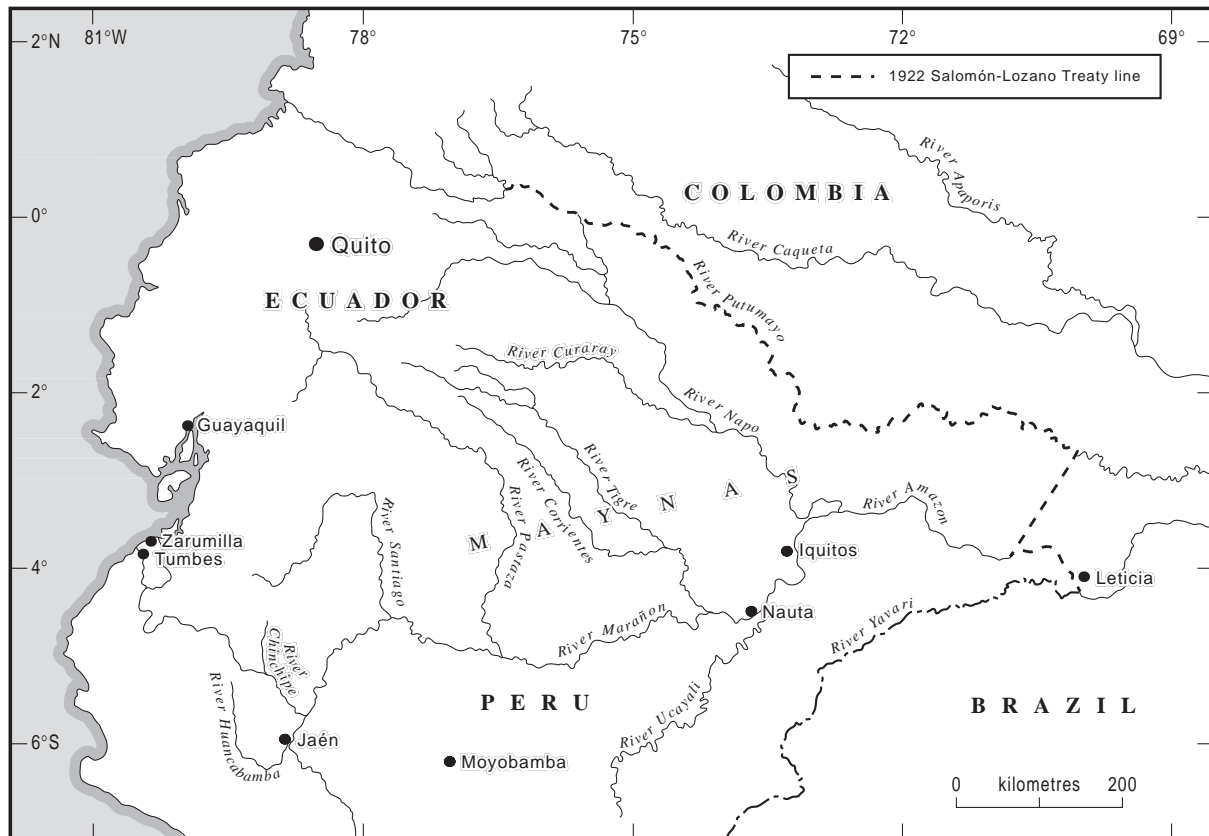 2°N
81°W
78°
75°
72°
69°
1922 Salomón-Lozano Treaty line
River Apaporis
COLOMBIA
0°
Quito
River Caqueta
ECUADOR
River Putumayo
River Curaray
2°
River Napo
Guayaquil
River Tigre
River Corrientes
River Pastaza
MAYNAS
River Amazon
River Santiago
Zarumilla
Tumbes
Iquitos
4°
Leticia
Nauta
River Marañon
River Yavari
River
Chinchipe
River Huancabamba
PERU
River Ucayali
BRAZIL
6°S
Jaén
Moyobamba
0 kilometres 200